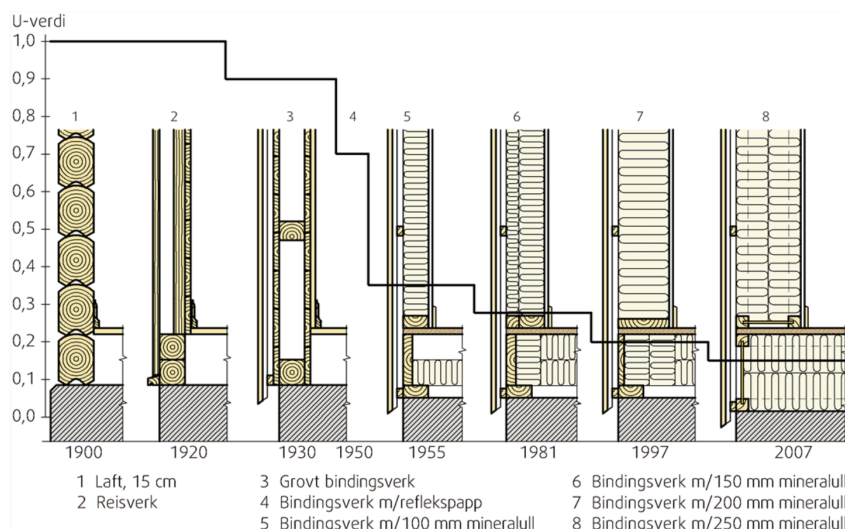 U-verdi
1,0
0,9
0,8
0,7
0,6
0,5
0,4
0,3
0,2
0,1
0,0
1 2 3 4 5 6 7 8
1900 1920 1930 1950 1955 1981 1997 2007
1 Laft, 15 cm
2 Reisverk
3 Grovt bindingsverk
4 Bindingsverk m/reflekspapp
5 Bindingsverk m/100 mm mineralull
6 Bindingsverk m/150 mm mineralull
7 Bindingsverk m/200 mm mineralull
8 Bindingsverk m/250 mm mineralull